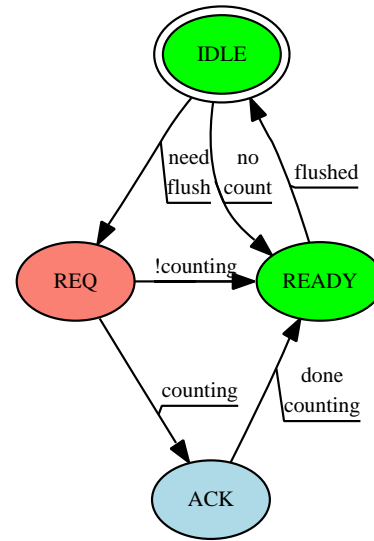 IDLE
need
flush
no
count
flushed
REQ
!counting
READY
counting
done
counting
ACK